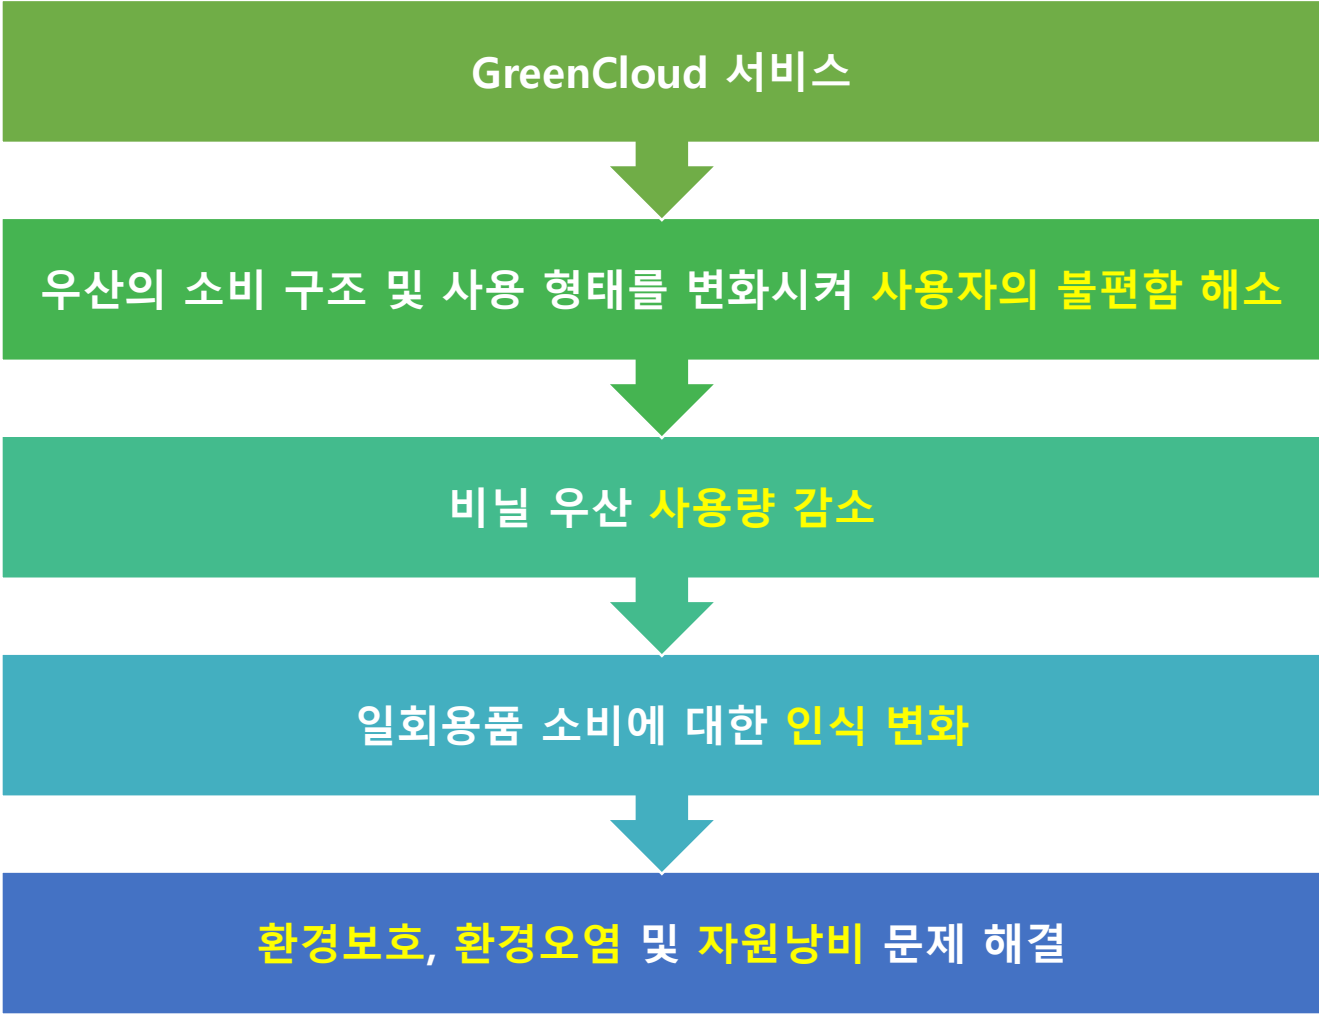 GreenCloud 서비스
우산의 소비 구조 및 사용 형태를 변화시켜 사용자의 불편함 해소
비닐 우산 사용량 감소
일회용품 소비에 대한 인식 변화
환경보호, 환경오염 및 자원낭비 문제 해결